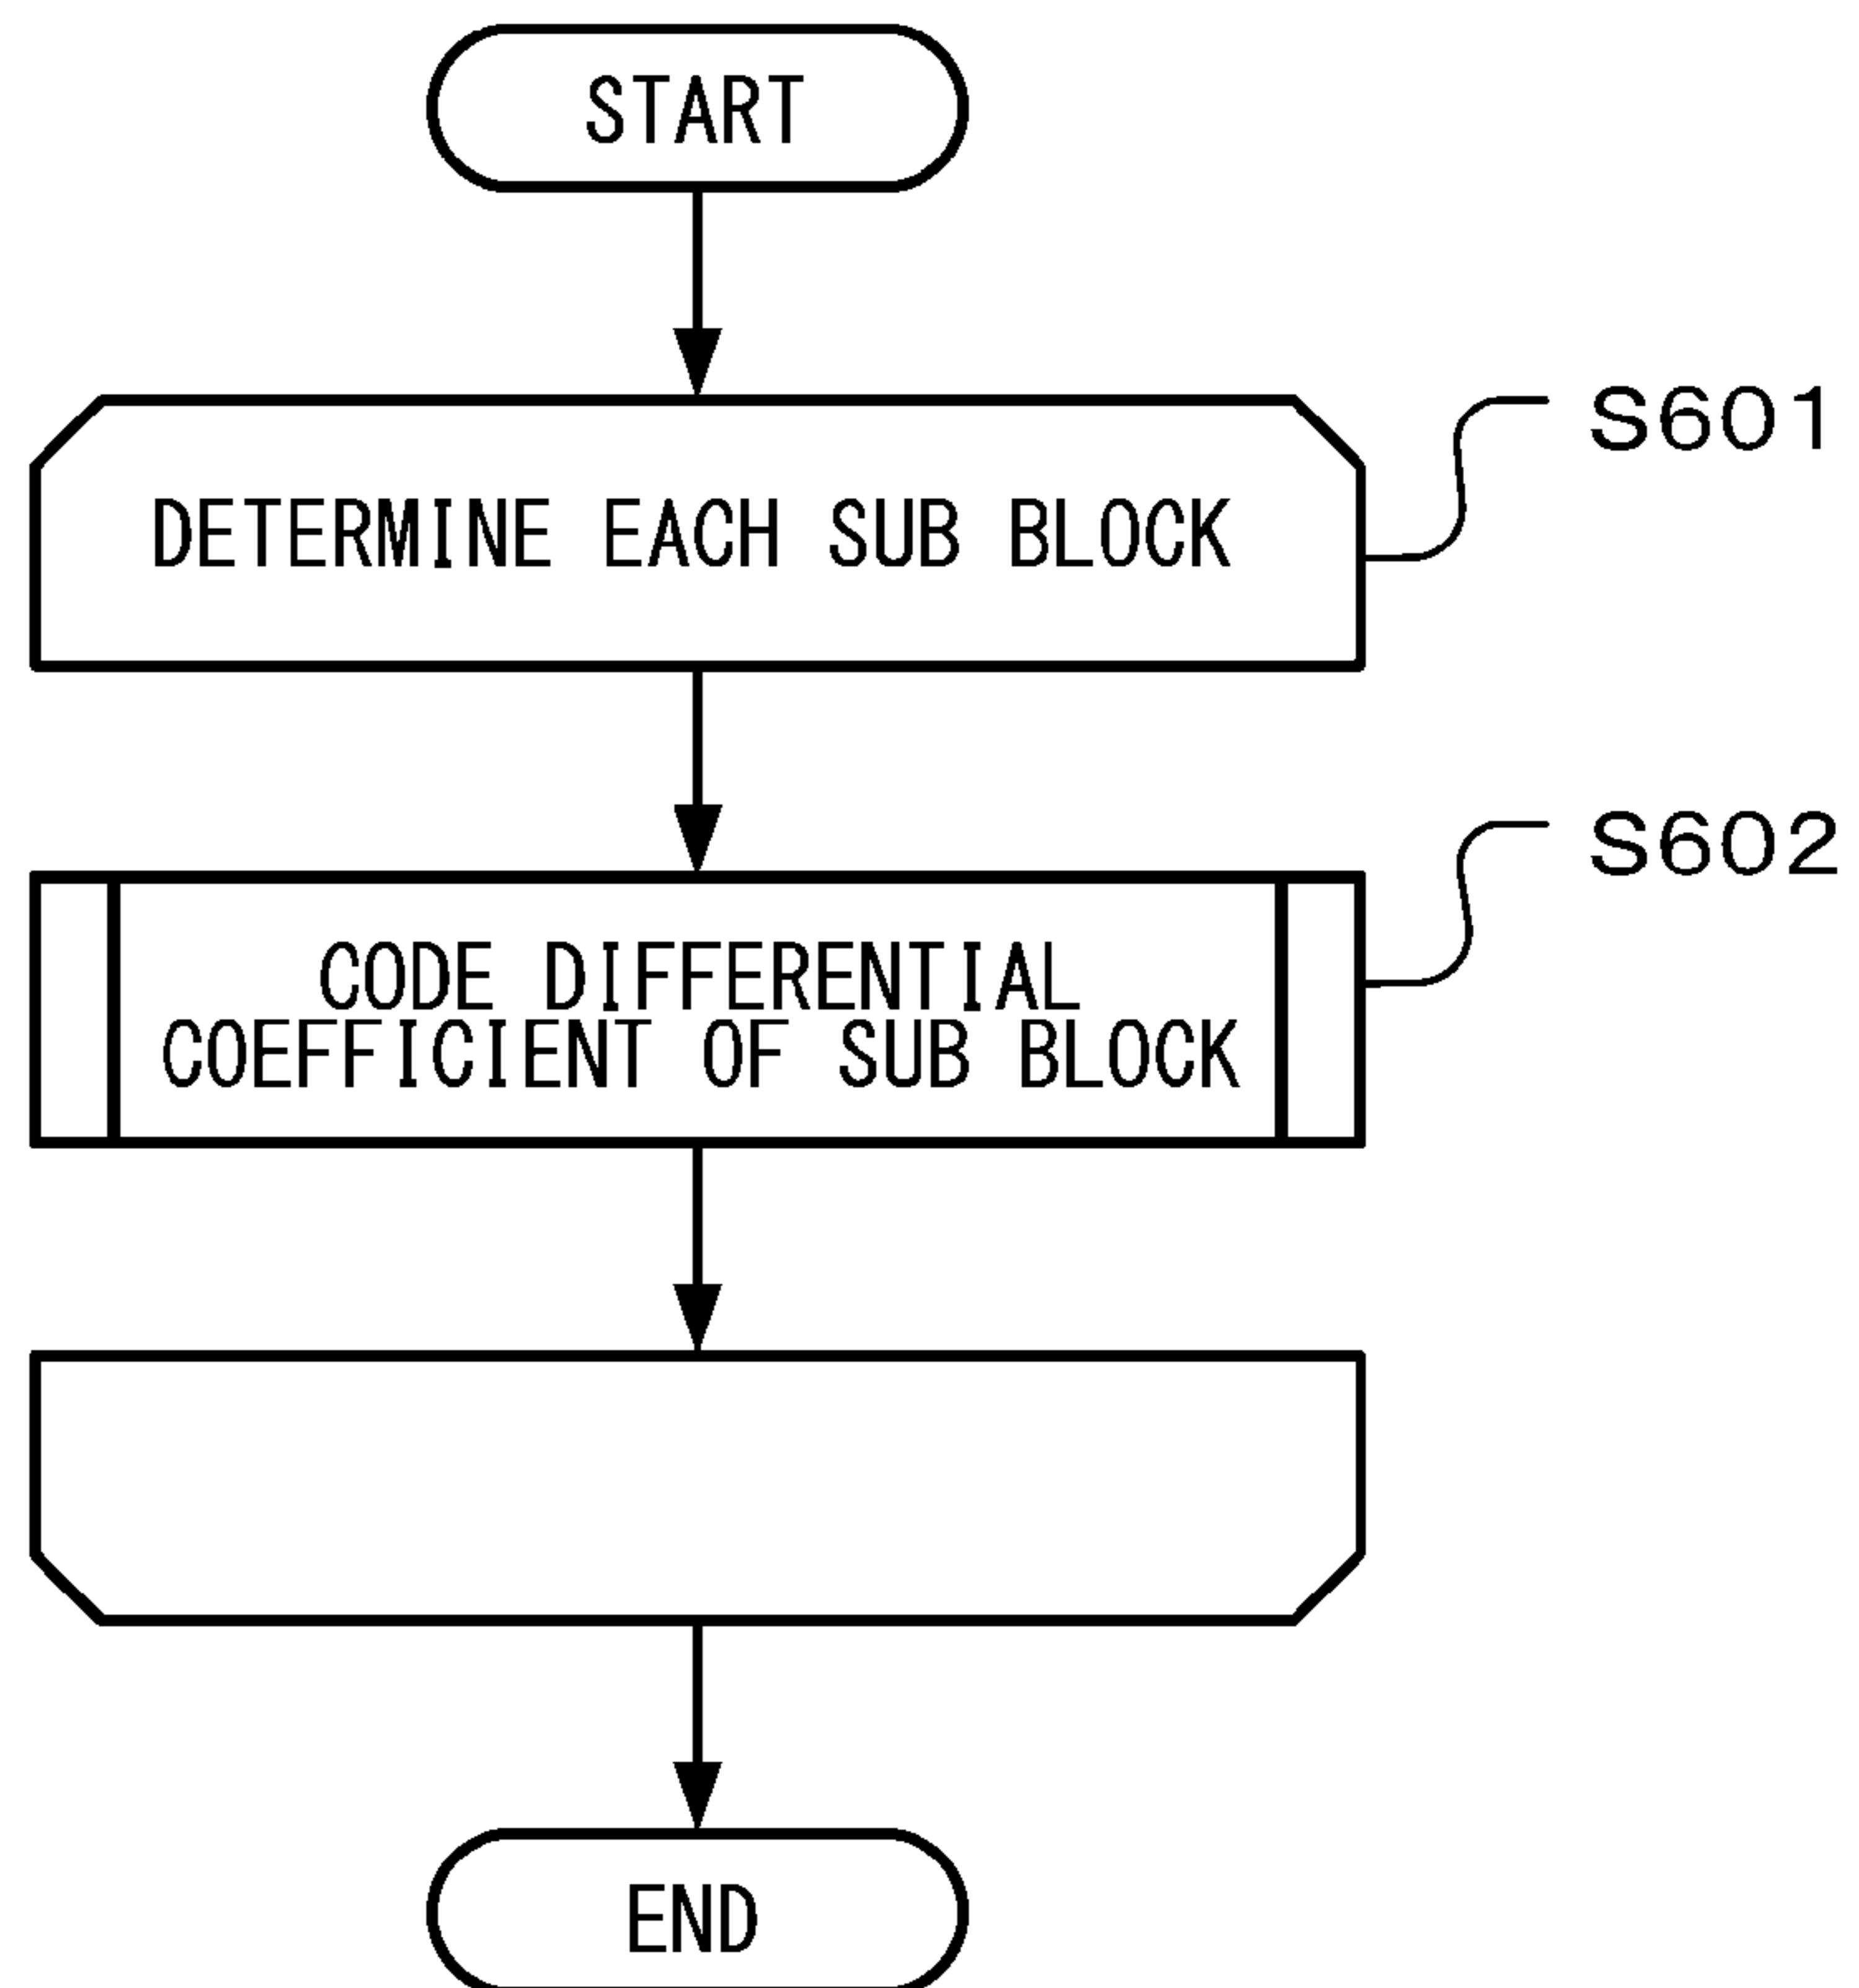 START
DETERMINE EACH SUB BLOCK
S601
CODE DIFFERENTIAL
COEFFICIENT OF SUB BLOCK
S602
END